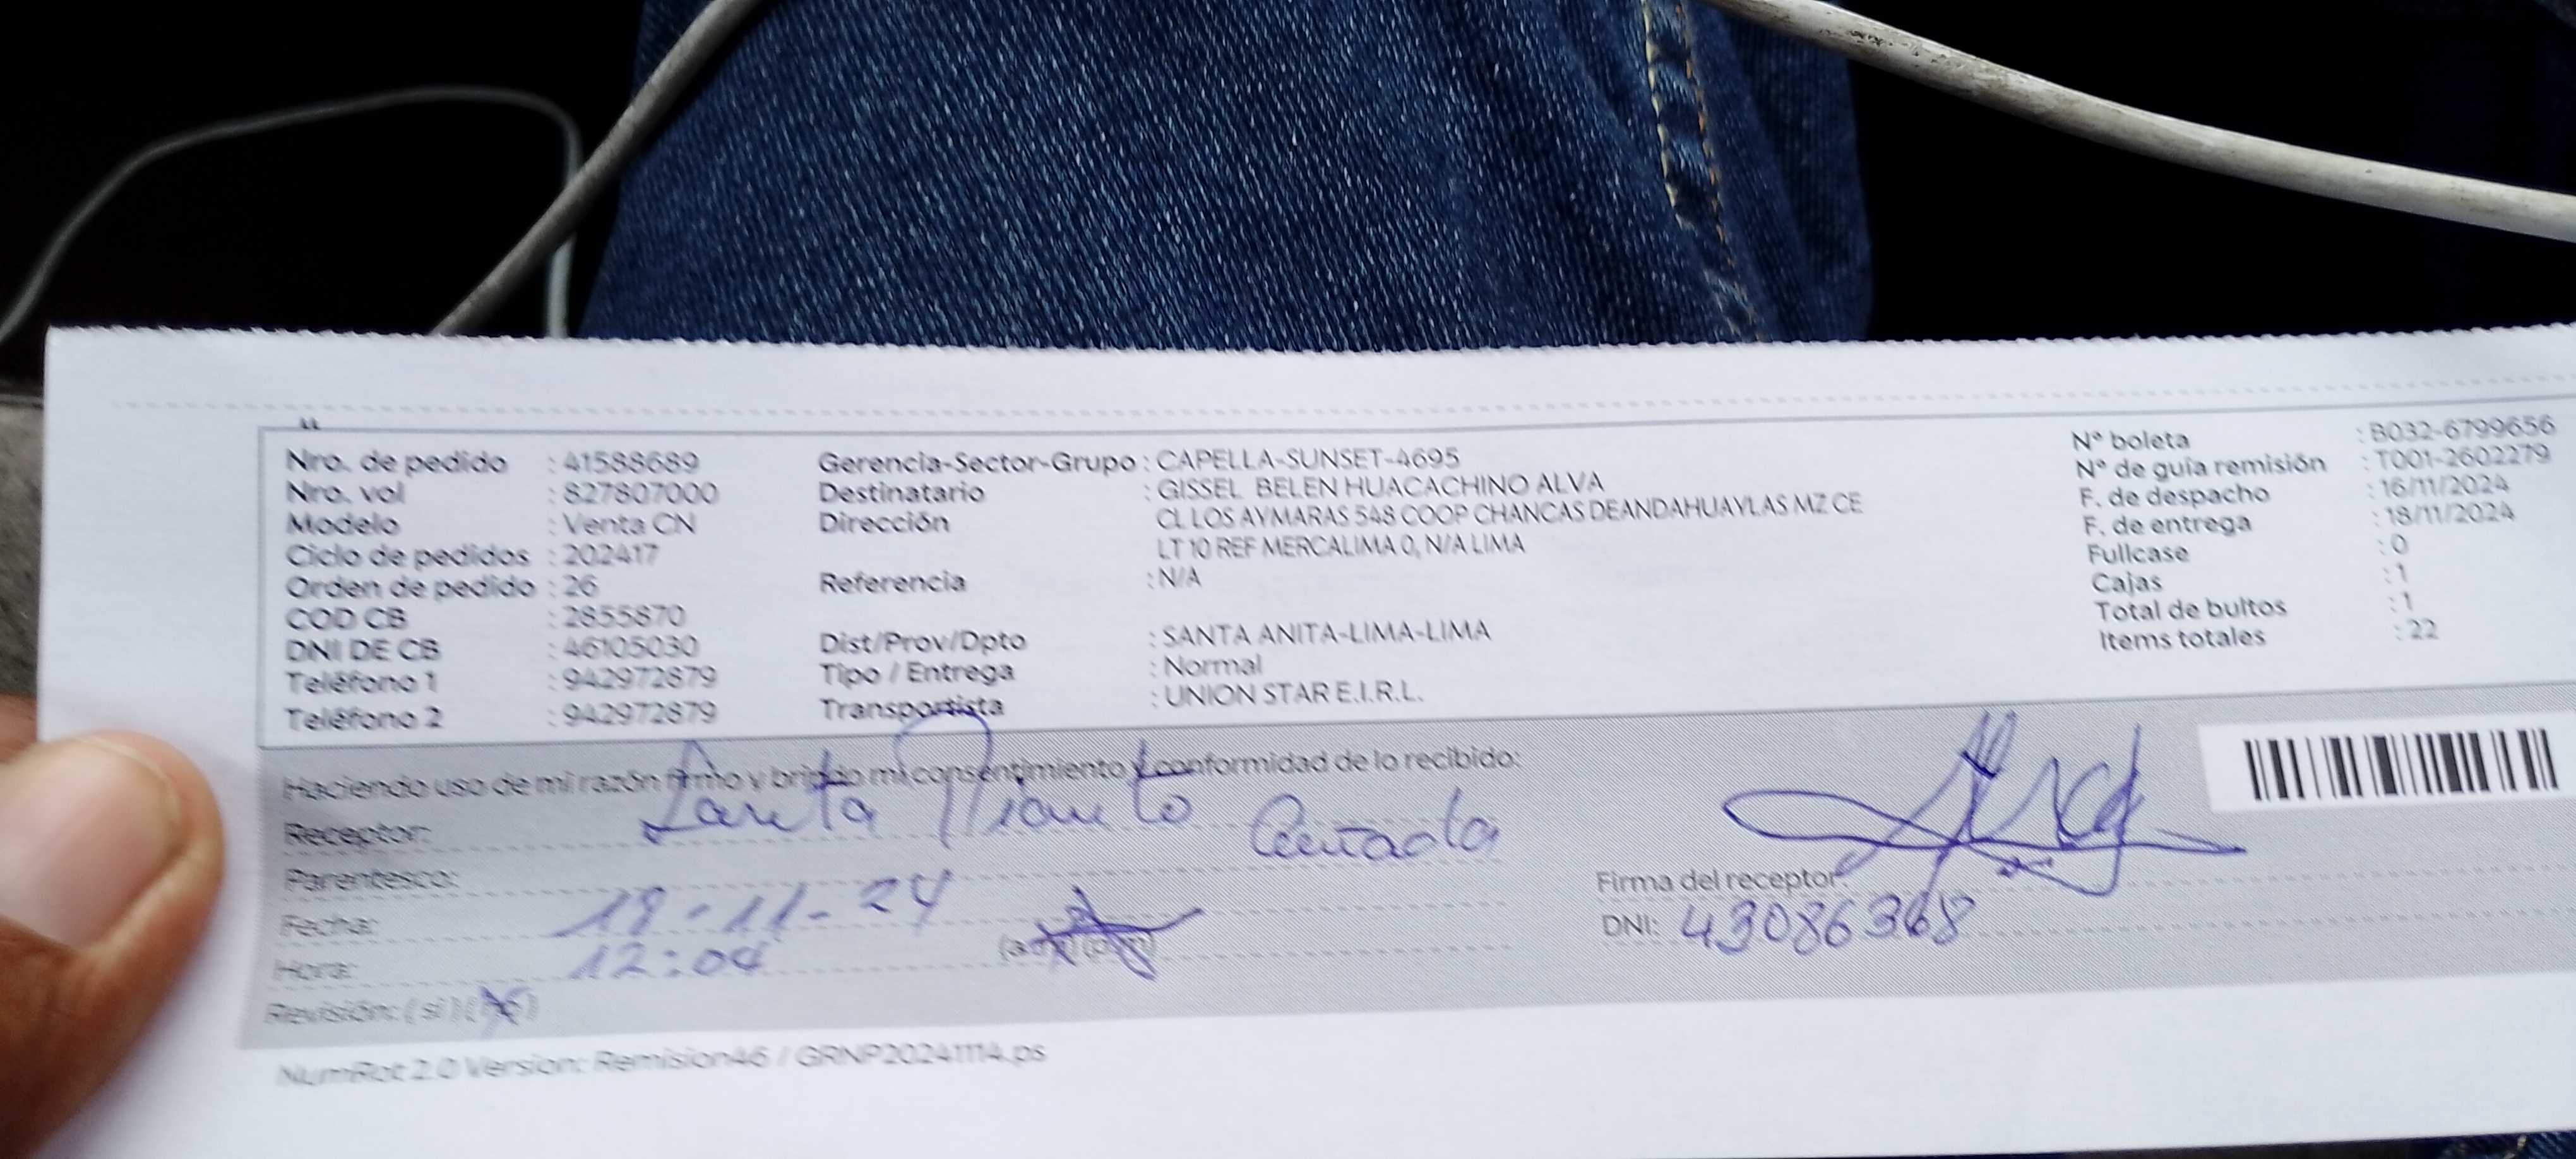 Nro. de pedido : 41588689
Nro. vol : 827807000
Modelo : Venta CN
Ciclo de pedidos : 202417
Orden de pedido : 26
COD CB : 2855870
DNI DE CB : 46105030
Teléfono 1 : 942972879
Teléfono 2 : 942972879
Gerencia-Sector-Grupo : CAPELLA-SUNSET-4695
Destinatario : GISSEL BELEN HUACACHINO ALVA
Dirección CL LOS AYMARAS 548 COOP CHANCAS DEANDAHUAYLAS MZ CE
LT 10 REF MERCALIMA 0, N/A LIMA
Referencia : N/A
Dist/Prov/Dpto : SANTA ANITA-LIMA-LIMA
Tipo / Entrega : Normal
Transportista : UNION STAR E.I.R.L.
N° boleta : B032-6799656
N° de guía remisión : T001-2602279
F. de despacho : 16/11/2024
F. de entrega : 18/11/2024
Fullcase : 0
Cajas : 1
Total de bultos : 1
Items totales : 22
Haciendo uso de mi razón firmo y brindo mi consentimiento y conformidad de lo recibido:
Receptor:
Parentesco:
Fecha: 18-11-24
Hora: 12:04
Revisión: ( si ) (no)
Firma del receptor:
DNI: 43086368
NumRot 2.0 Version: Remision46 / GRNP20241114.ps